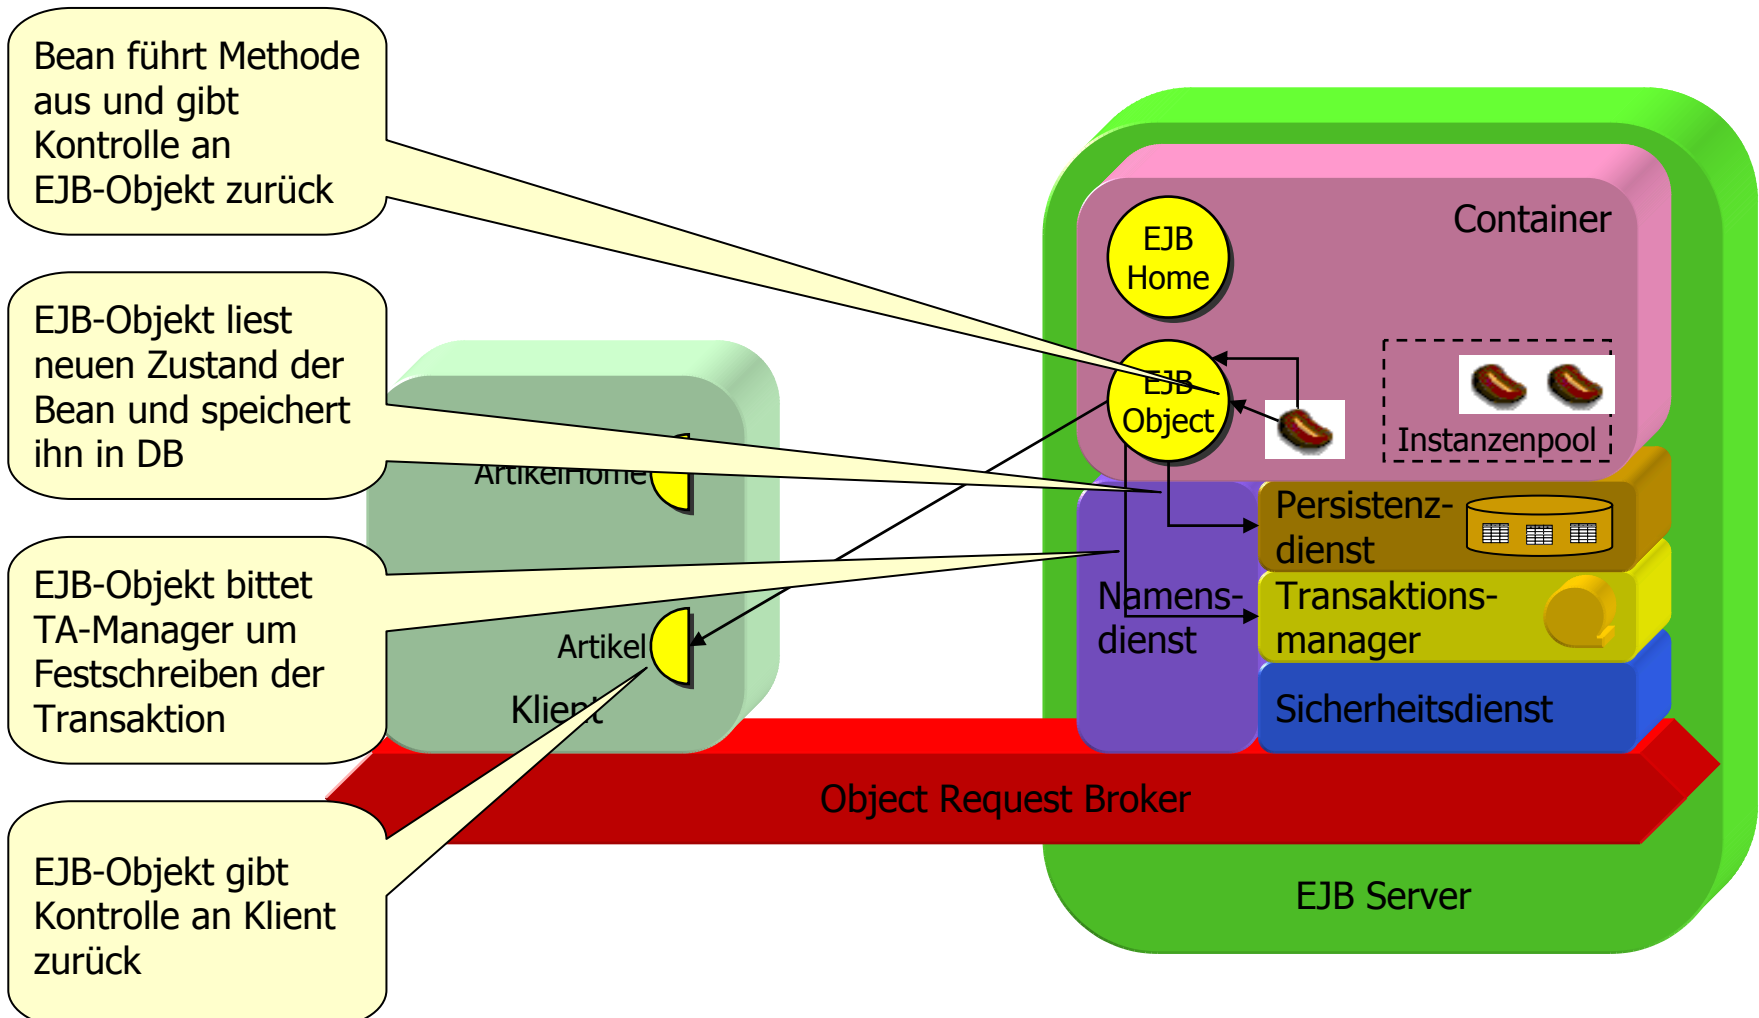 Bean führt Methode
aus und gibt
Kontrolle an
EJB-Objekt zurück
EJB-Objekt liest
neuen Zustand der
Bean und speichert
ihn in DB
EJB-Objekt bittet
TA-Manager um
Festschreiben der
Transaktion
EJB-Objekt gibt
Kontrolle an Klient
zurück
ArtikelHome
Artikel
Klient
Container
EJB
Home
EJB
Object
Instanzenpool
Persistenz-
dienst
Namens-
dienst
Transaktions-
manager
Sicherheitsdienst
Object Request Broker
EJB Server